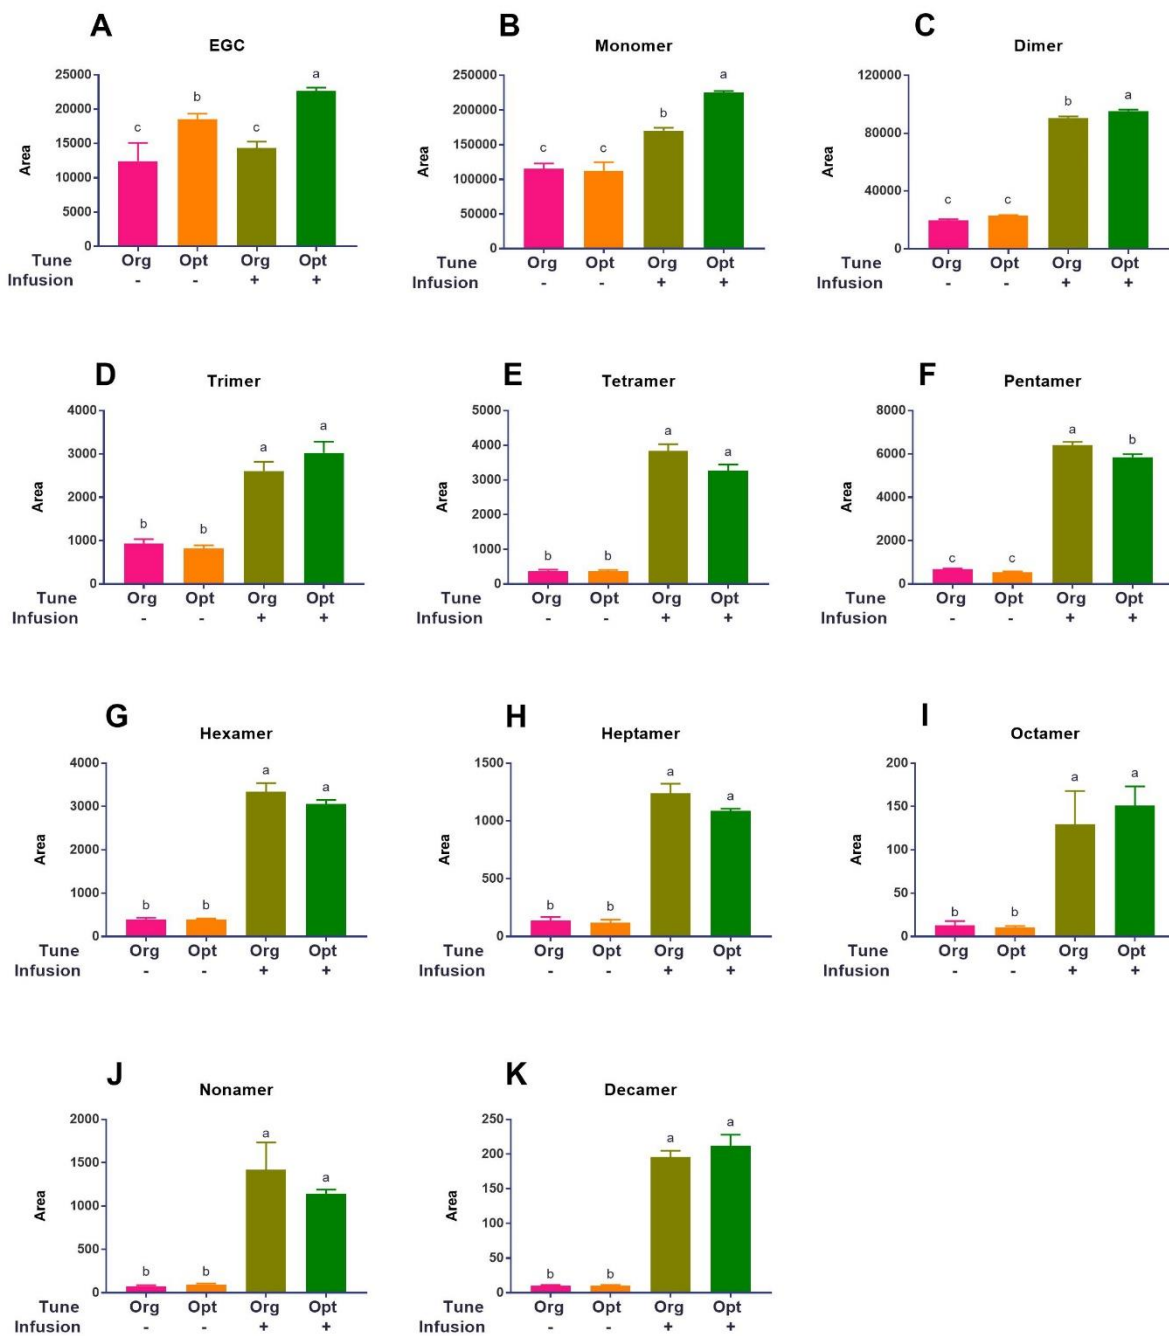 A
EGC
25000
20000
15000
10000
5000
0
Area
c
b
c
a
Tune Org Opt Org Opt
Infusion - - + +
B
Monomer
250000
200000
150000
100000
50000
0
Area
c
c
b
a
Tune Org Opt Org Opt
Infusion - - + +
C
Dimer
120000
80000
40000
0
Area
c
c
b
a
Tune Org Opt Org Opt
Infusion - - + +
D
Trimer
4000
3000
2000
1000
0
Area
b
b
a
a
Tune Org Opt Org Opt
Infusion - - + +
E
Tetramer
5000
4000
3000
2000
1000
0
Area
b
b
a
a
Tune Org Opt Org Opt
Infusion - - + +
F
Pentamer
8000
6000
4000
2000
0
Area
c
c
a
b
Tune Org Opt Org Opt
Infusion - - + +
G
Hexamer
4000
3000
2000
1000
0
Area
b
b
a
a
Tune Org Opt Org Opt
Infusion - - + +
H
Heptamer
1500
1000
500
0
Area
b
b
a
a
Tune Org Opt Org Opt
Infusion - - + +
I
Octamer
200
150
100
50
0
Area
b
b
a
a
Tune Org Opt Org Opt
Infusion - - + +
J
Nonamer
2000
1500
1000
500
0
Area
b
b
a
a
Tune Org Opt Org Opt
Infusion - - + +
K
Decamer
250
200
150
100
50
0
Area
b
b
a
a
Tune Org Opt Org Opt
Infusion - - + +